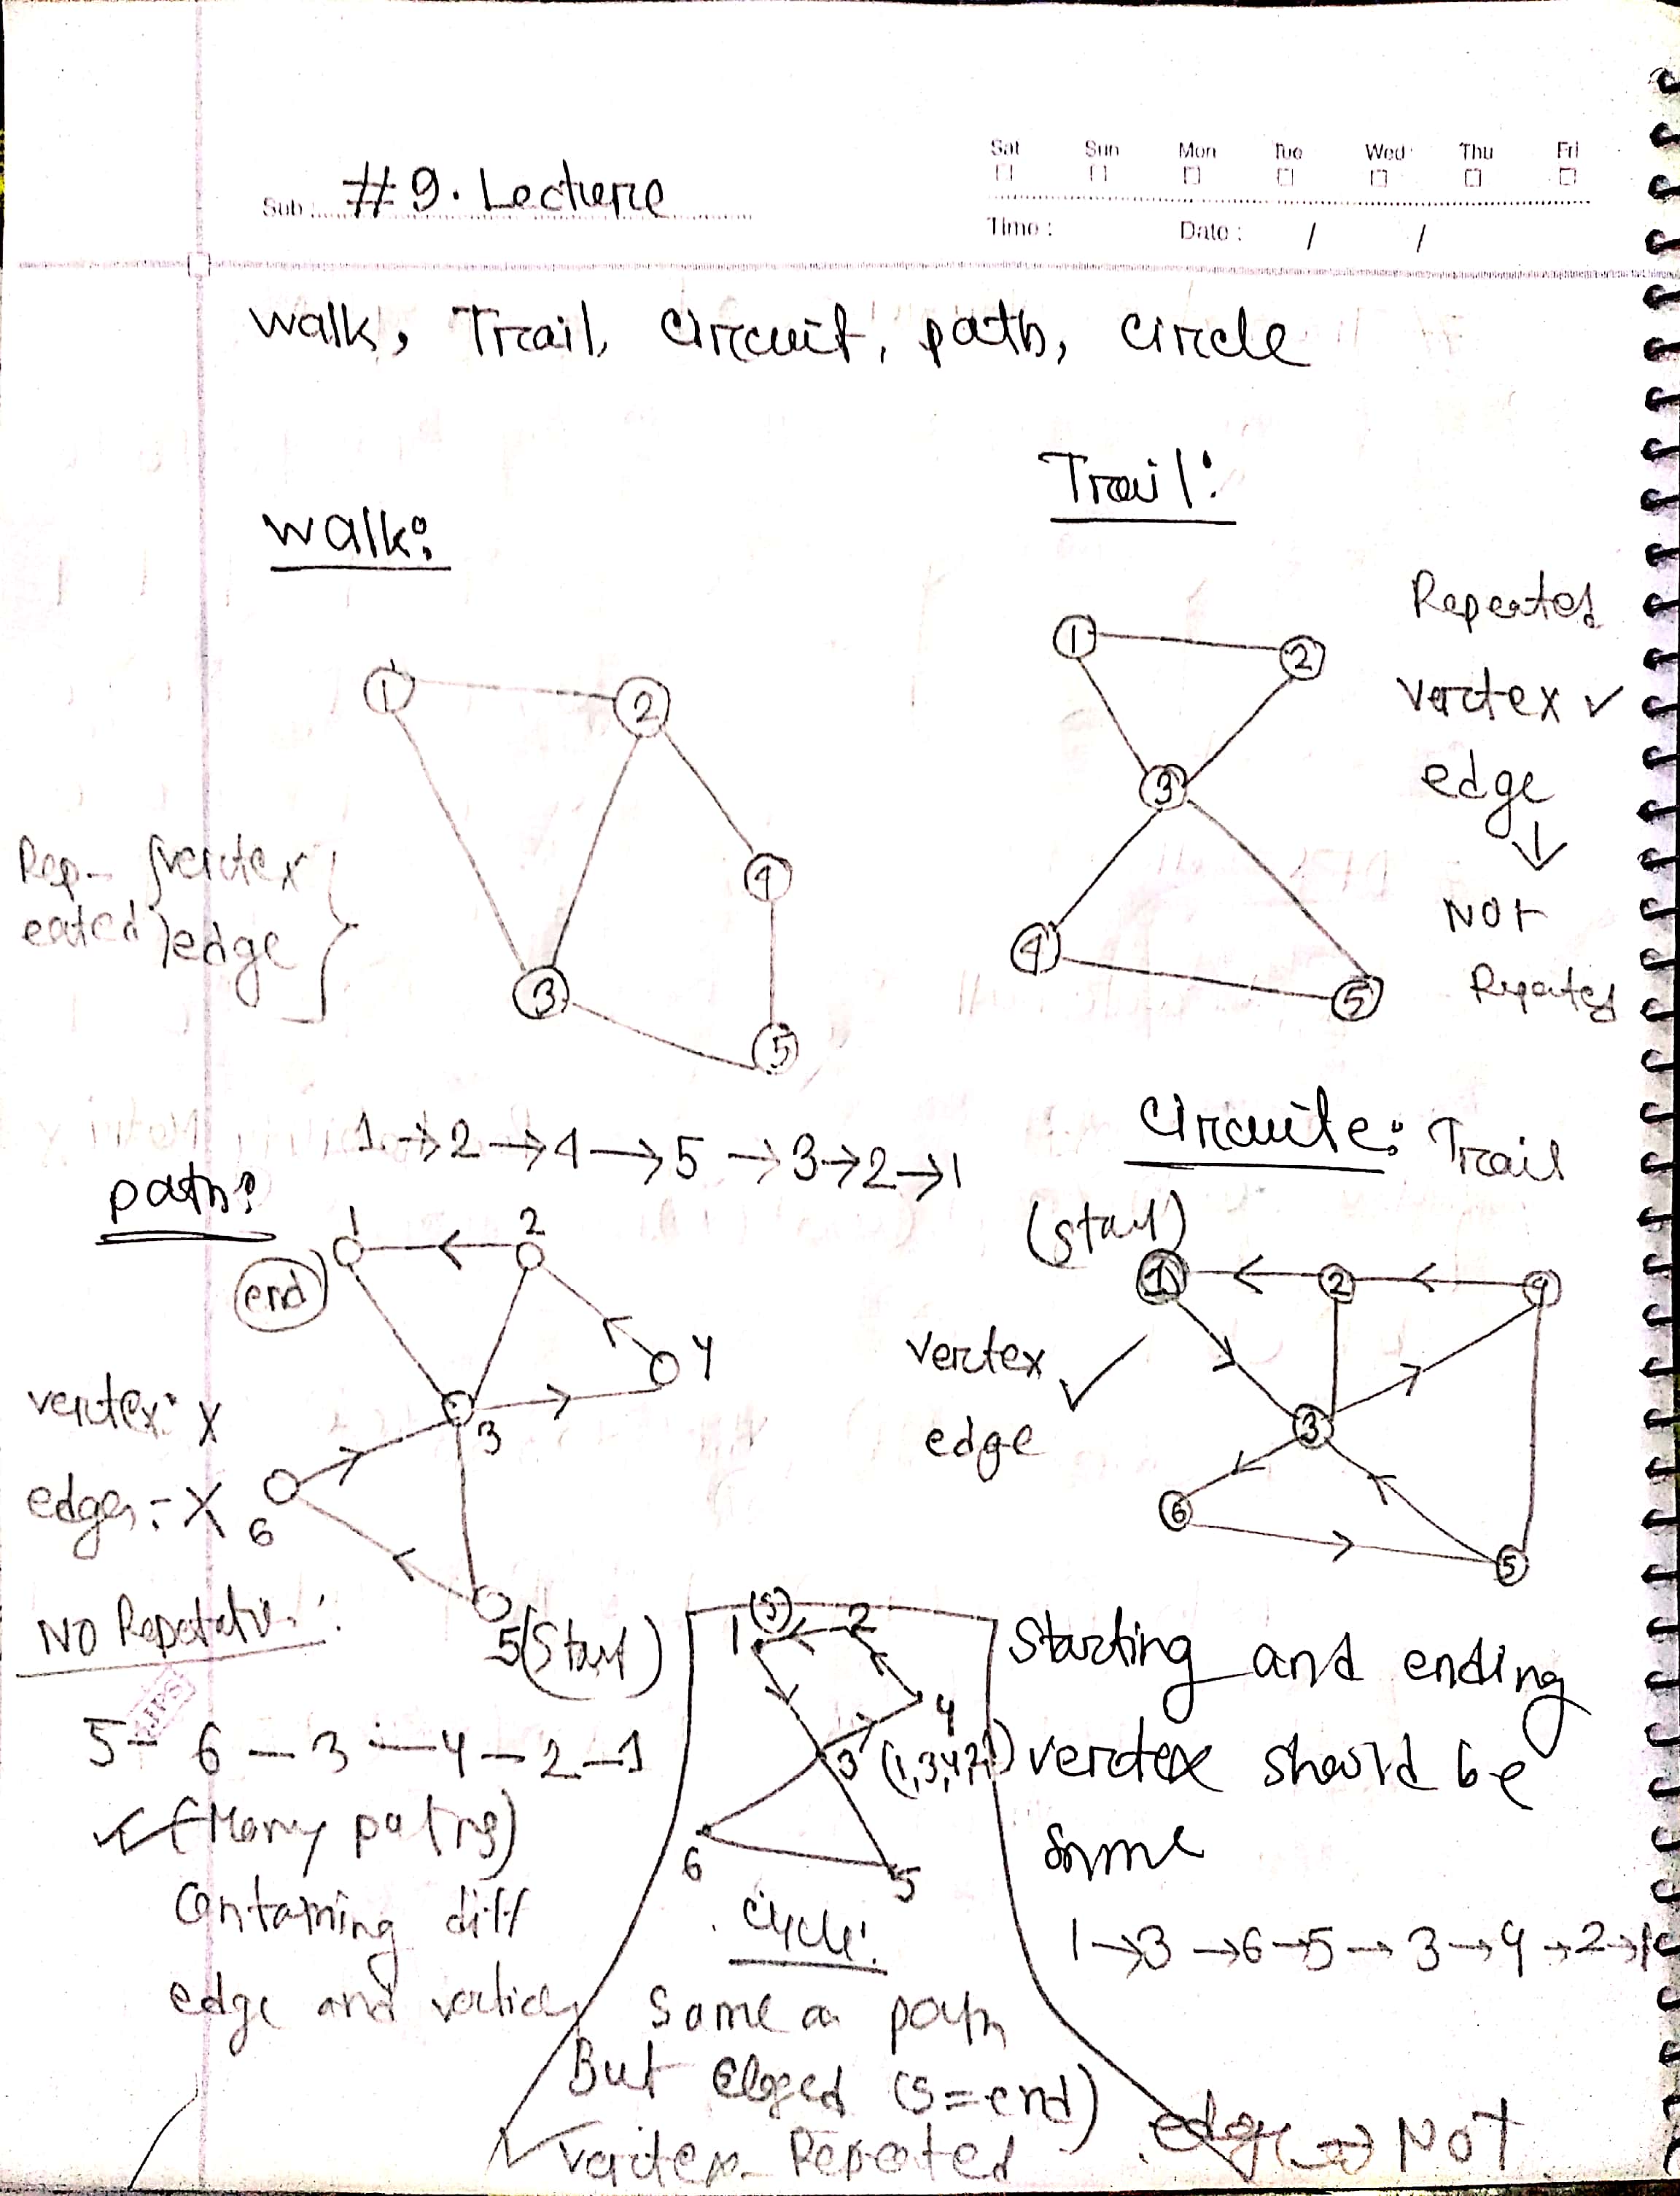 Sat Sun Mon Tue Wed Thu Fri
Sub : #9. Lecture
Time : Date : / /
walk, Trail, Circuit, path, circle
Trail:
walk:
Repeated
vertex ✓
edge
↓
NOT
Repeated
1 2
3
4 5
1 2
4
3
5
Rep- vertex
eated edge
1 → 2 → 4 → 5 → 3 → 2 → 1
Circuite: Trail
(start)
1 2 4
3
6
5
vertex ✓
edge
Starting and ending
vertex should be
same
1 → 3 → 6 → 5 → 3 → 4 → 2 → 1
path:
1 2
end
4
3
6
5 (Start)
vertex: X
edges: X
NO
5 - 6 - 3 - 4 - 2 - 1
(Many paths)
Containing diff
edge and vertices
1 (S) 2
4
3 (1,3,4,2,1)
6 5
Cycle:
Same as path
But closed (S = end)
vertex Repeated
edge → NOT